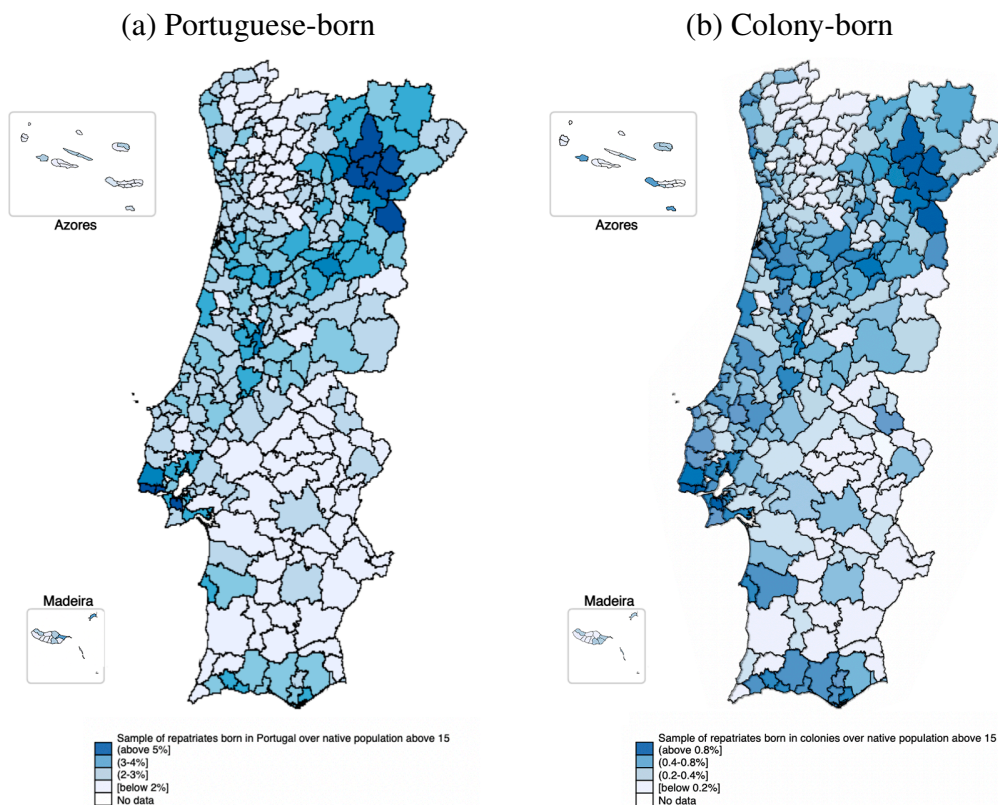 (a) Portuguese-born
Azores
Madeira
Sample of repatriates born in Portugal over native population above 15
(above 5%]
(3-4%]
(2-3%]
[below 2%]
No data
(b) Colony-born
Azores
Madeira
Sample of repatriates born in colonies over native population above 15
(above 0.8%]
(0.4-0.8%]
(0.2-0.4%]
[below 0.2%]
No data